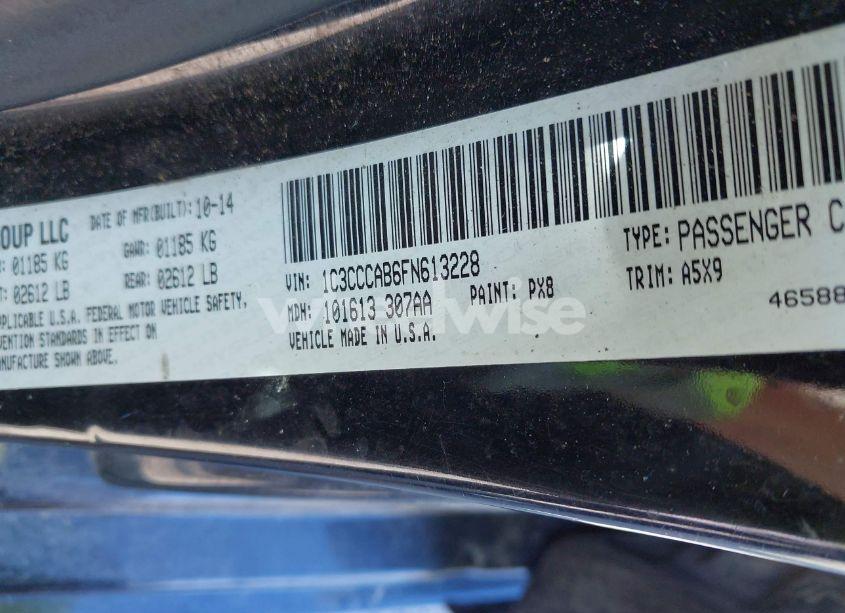 OUP LLC
DATE OF MFR(BUILT):10-14
01185 KG
GAWR: 01185 KG
02612 LB
REAR: 02612 LB
APPLICABLE U.S.A. FEDERAL MOTOR VEHICLE SAFETY,
VENTION STANDARDS IN EFFECT ON
MANUFACTURE SHOWN ABOVE.
VIN: 1C3CCCAB6FN613228
MDH: 101613 307AA
PAINT: PX8
VEHICLE MADE IN U.S.A.
TYPE: PASSENGER C
TRIM: A5X9
46588